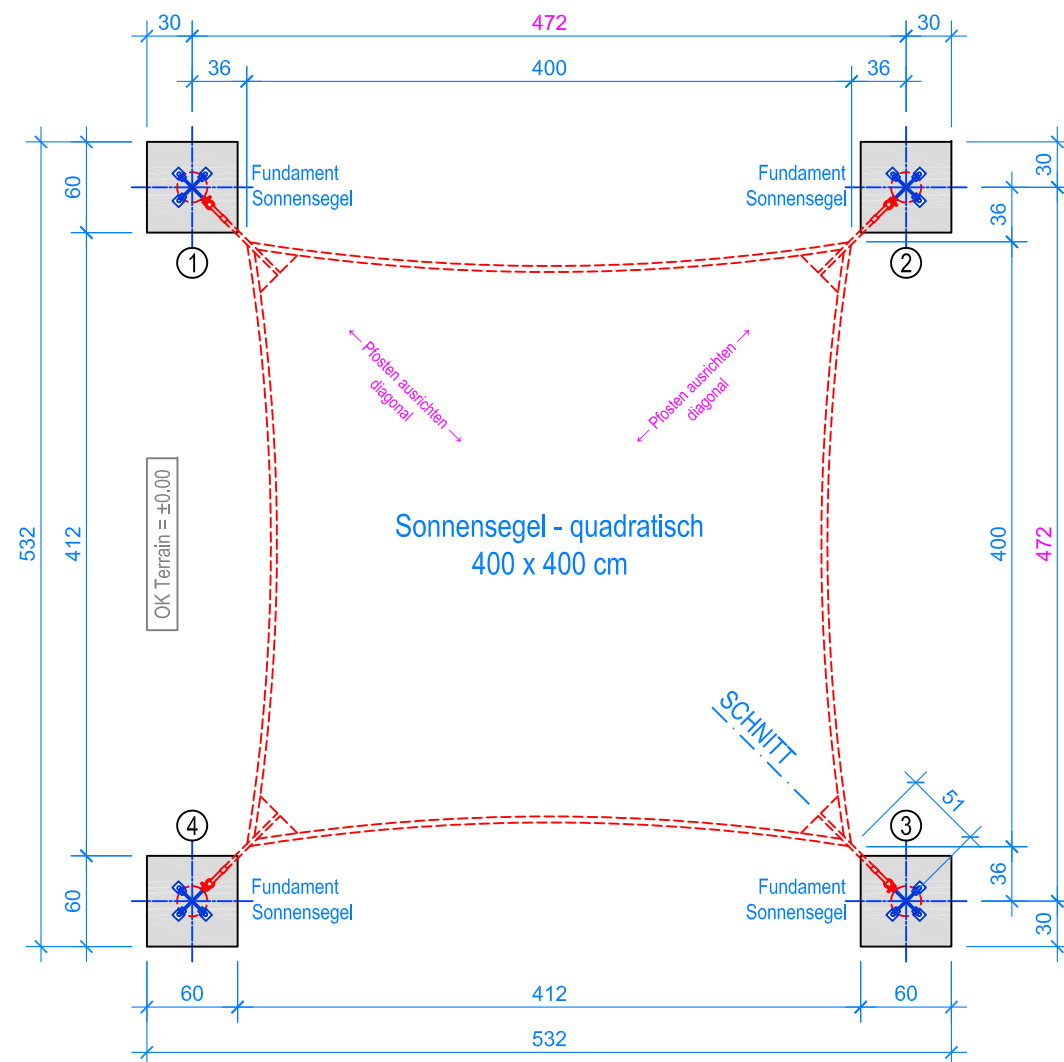 30
472
30
36
400
36
60
Fundament
Sonnensegel
Fundament
Sonnensegel
30
36
1
2
← Pfosten ausrichten →
diagonal
← Pfosten ausrichten →
diagonal
OK Terrain = ±0.00
532
412
Sonnensegel - quadratisch
400 x 400 cm
400
472
SCHNITT
51
4
3
60
Fundament
Sonnensegel
Fundament
Sonnensegel
36
30
60
412
60
532